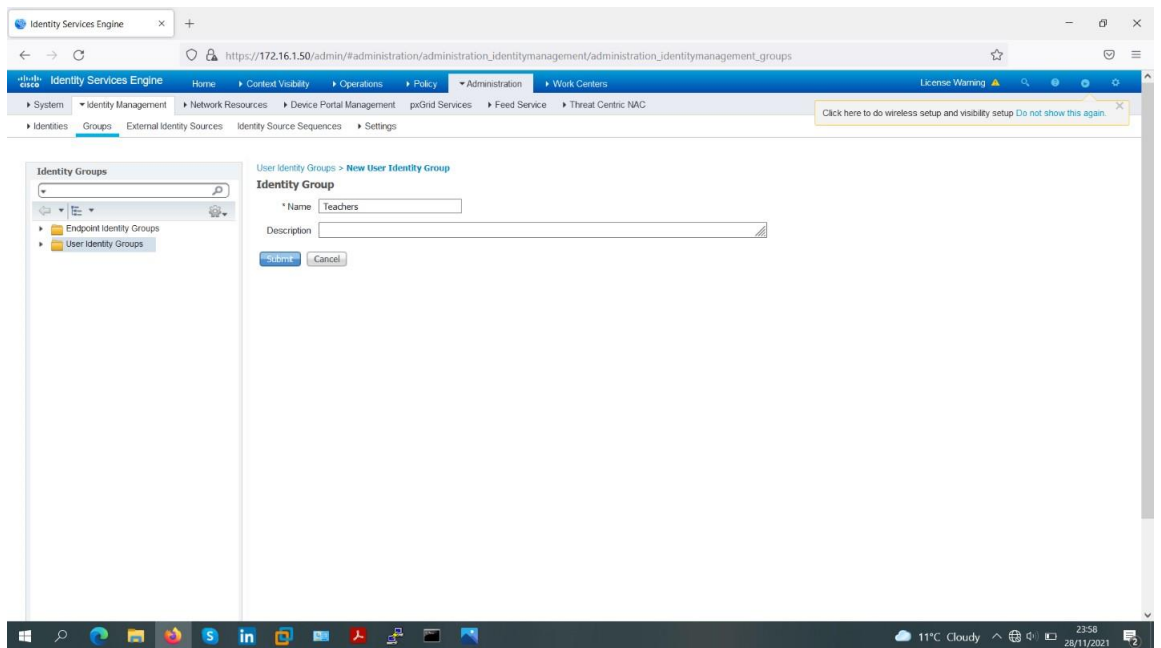 Identity Services Engine
https://172.16.1.50/admin/#administration/administration_identitymanagement/administration_identitymanagement_groups
cisco Identity Services Engine Home Context Visibility Operations Policy Administration Work Centers License Warning
System Identity Management Network Resources Device Portal Management pxGrid Services Feed Service Threat Centric NAC
Click here to do wireless setup and visibility setup Do not show this again.
Identities Groups External Identity Sources Identity Source Sequences Settings
Identity Groups
Endpoint Identity Groups
User Identity Groups
User Identity Groups > New User Identity Group
Identity Group
* Name Teachers
Description
Submit Cancel
11°C Cloudy
23:58
28/11/2021
2